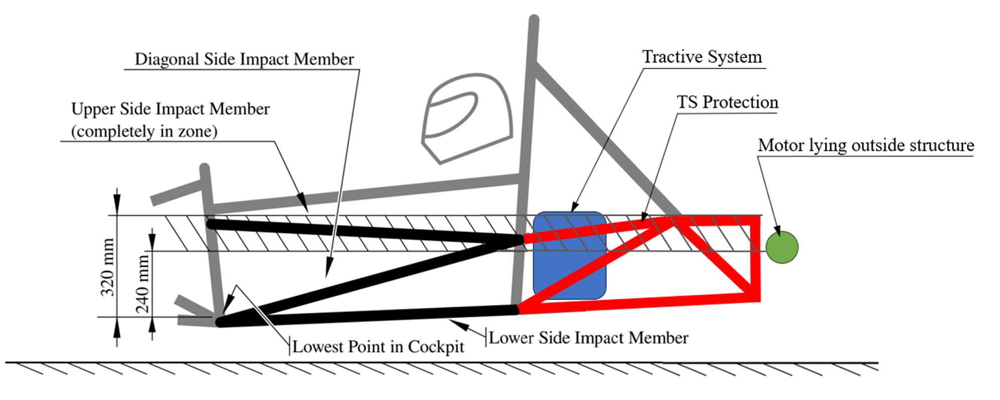 Diagonal Side Impact Member
Tractive System
Upper Side Impact Member
(completely in zone)
TS Protection
Motor lying outside structure
320 mm
240 mm
Lowest Point in Cockpit
Lower Side Impact Member